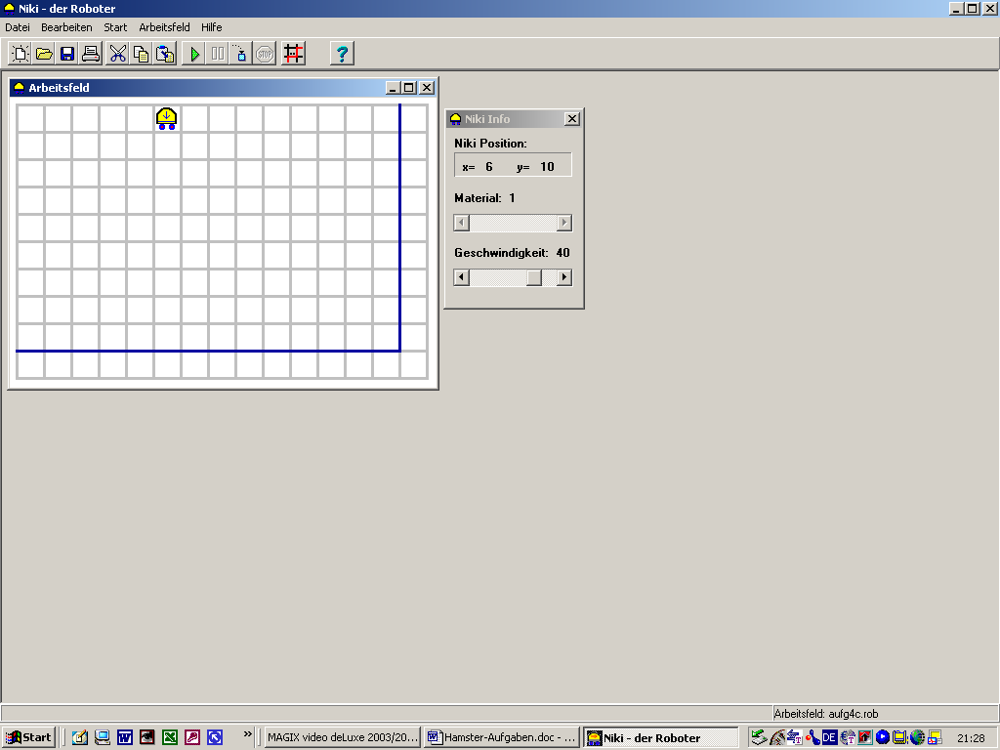 Niki - der Roboter
Datei Bearbeiten Start Arbeitsfeld Hilfe
STOP
?
Arbeitsfeld
Niki Info
Niki Position:
x= 6 y= 10
Material: 1
Geschwindigkeit: 40
Arbeitsfeld: aufg4c.rob
Start
W
»
MAGIX video deLuxe 2003/20...
Hamster-Aufgaben.doc - ...
Niki - der Roboter
DE
21:28